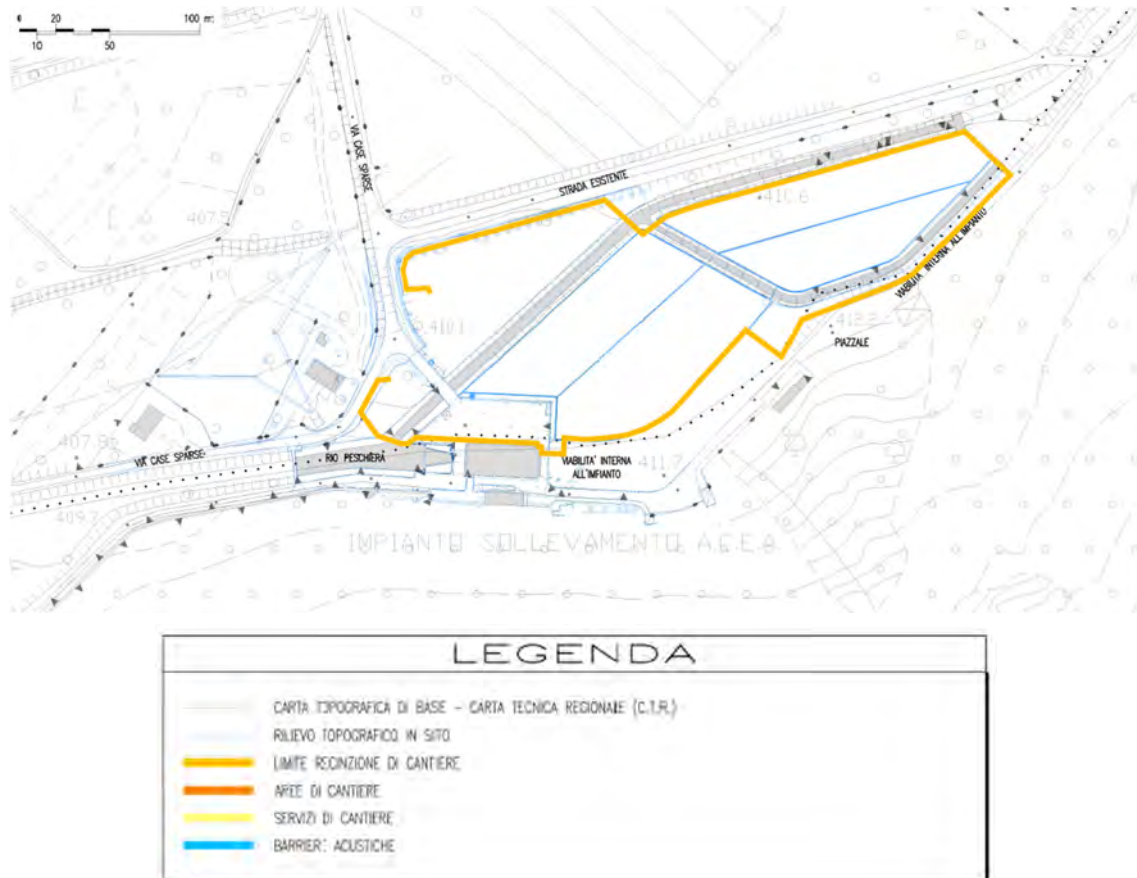 0 20 100 m:
10 50
VIA CASE SPARSE
STRADA ESISTENTE
407.5
410.6
VIABILITA' INTERNA ALL'IMPIANTO
410.1
412.2
PIAZZALE
407.86
VIA CASE SPARSE
RIO PESCHIERA
VIABILITA' INTERNA
ALL'IMPIANTO
411.7
409.7
IMPIANTO SOLLEVAMENTO A.C.E.A.
LEGENDA
CARTA TOPOGRAFICA DI BASE - CARTA TECNICA REGIONALE (C.T.R.)
RILIEVO TOPOGRAFICO IN SITO
LIMITE RECINZIONE DI CANTIERE
AREE DI CANTIERE
SERVIZI DI CANTIERE
BARRIER: ACUSTICHE